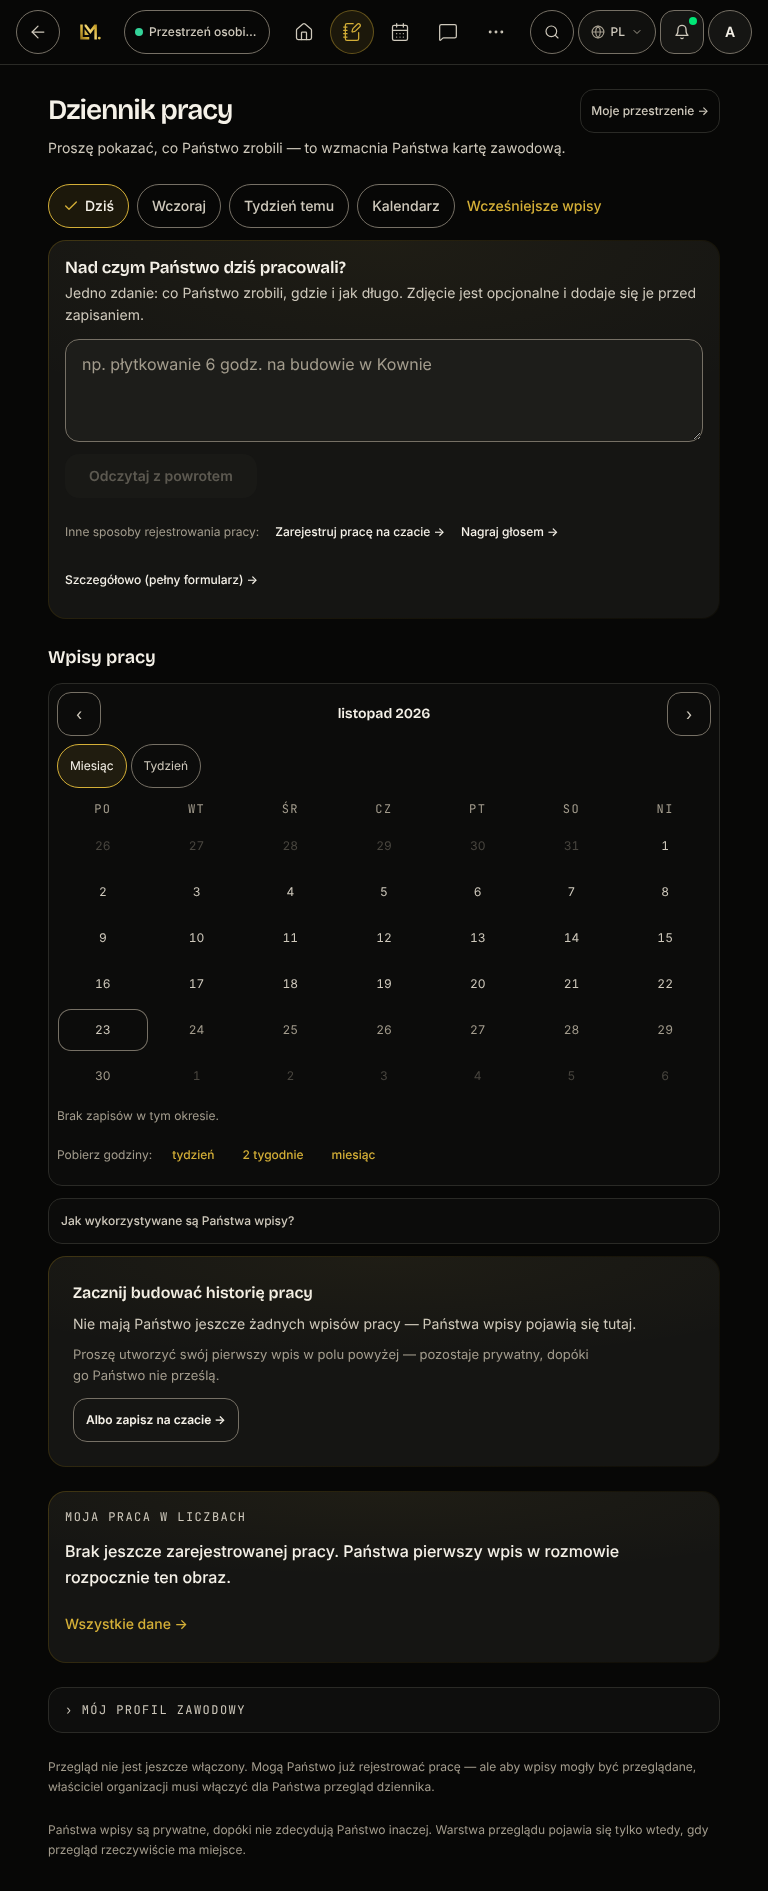 LM.
Przestrzeń osobi...
PL
A
Dziennik pracy
Moje przestrzenie →
Proszę pokazać, co Państwo zrobili — to wzmacnia Państwa kartę zawodową.
Dziś
Wczoraj
Tydzień temu
Kalendarz
Wcześniejsze wpisy
Nad czym Państwo dziś pracowali?
Jedno zdanie: co Państwo zrobili, gdzie i jak długo. Zdjęcie jest opcjonalne i dodaje się je przed
zapisaniem.
np. płytkowanie 6 godz. na budowie w Kownie
Odczytaj z powrotem
Inne sposoby rejestrowania pracy: Zarejestruj pracę na czacie → Nagraj głosem →
Szczegółowo (pełny formularz) →
Wpisy pracy
‹ listopad 2026 ›
Miesiąc Tydzień
PO WT ŚR CZ PT SO NI
26 27 28 29 30 31 1
2 3 4 5 6 7 8
9 10 11 12 13 14 15
16 17 18 19 20 21 22
23 24 25 26 27 28 29
30 1 2 3 4 5 6
Brak zapisów w tym okresie.
Pobierz godziny: tydzień 2 tygodnie miesiąc
Jak wykorzystywane są Państwa wpisy?
Zacznij budować historię pracy
Nie mają Państwo jeszcze żadnych wpisów pracy — Państwa wpisy pojawią się tutaj.
Proszę utworzyć swój pierwszy wpis w polu powyżej — pozostaje prywatny, dopóki
go Państwo nie prześlą.
Albo zapisz na czacie →
MOJA PRACA W LICZBACH
Brak jeszcze zarejestrowanej pracy. Państwa pierwszy wpis w rozmowie
rozpocznie ten obraz.
Wszystkie dane →
› MÓJ PROFIL ZAWODOWY
Przegląd nie jest jeszcze włączony. Mogą Państwo już rejestrować pracę — ale aby wpisy mogły być przeglądane,
właściciel organizacji musi włączyć dla Państwa przegląd dziennika.
Państwa wpisy są prywatne, dopóki nie zdecydują Państwo inaczej. Warstwa przeglądu pojawia się tylko wtedy, gdy
przegląd rzeczywiście ma miejsce.